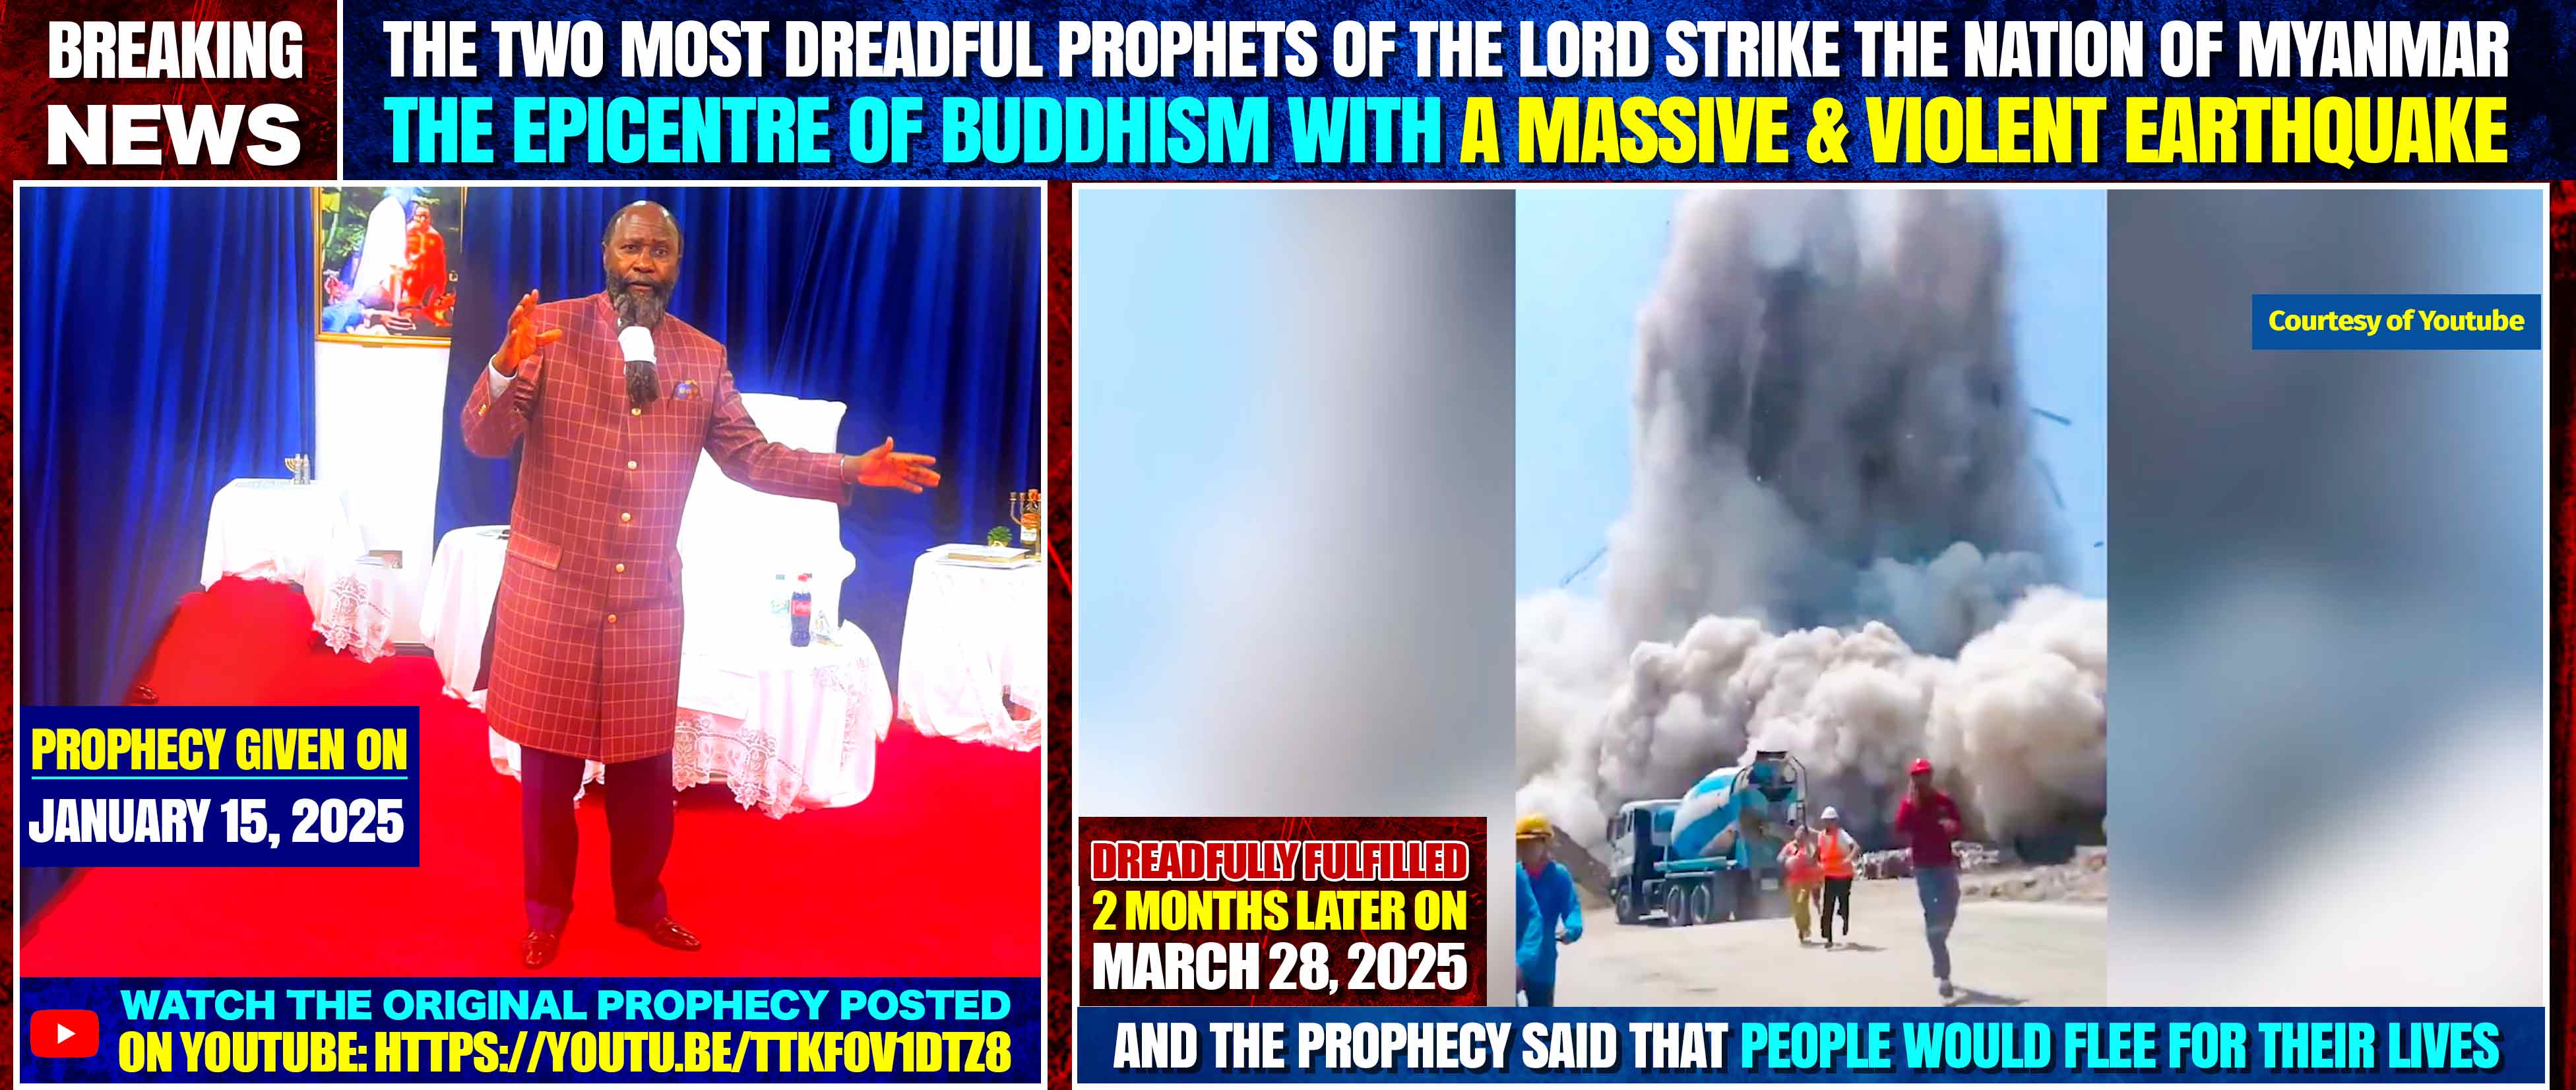 BREAKING
NEWS
THE TWO MOST DREADFUL PROPHETS OF THE LORD STRIKE THE NATION OF MYANMAR
THE EPICENTRE OF BUDDHISM WITH A MASSIVE & VIOLENT EARTHQUAKE
PROPHECY GIVEN ON
JANUARY 15, 2025
WATCH THE ORIGINAL PROPHECY POSTED
ON YOUTUBE: HTTPS://YOUTU.BE/TTKFOV1DTZ8
Courtesy of Youtube
DREADFULLY FULFILLED
2 MONTHS LATER ON
MARCH 28, 2025
AND THE PROPHECY SAID THAT PEOPLE WOULD FLEE FOR THEIR LIVES